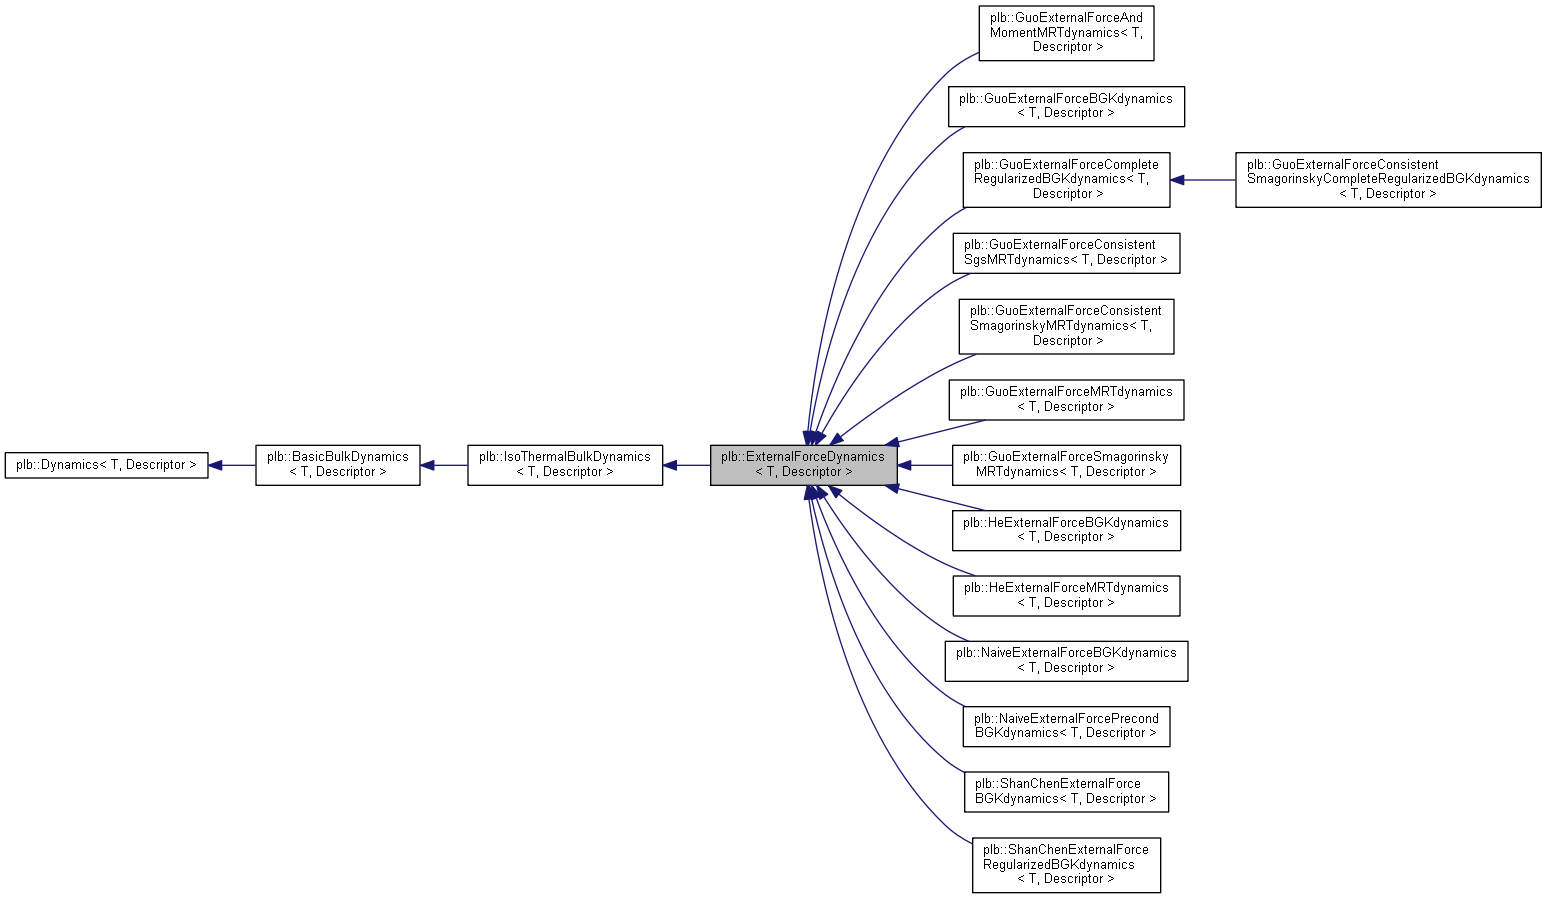 plb::GuoExternalForceAnd
MomentMRTdynamics< T,
Descriptor >
plb::GuoExternalForceBGKdynamics
< T, Descriptor >
plb::GuoExternalForceComplete
RegularizedBGKdynamics< T,
Descriptor >
plb::GuoExternalForceConsistent
SmagorinskyCompleteRegularizedBGKdynamics
< T, Descriptor >
plb::GuoExternalForceConsistent
SgsMRTdynamics< T, Descriptor >
plb::GuoExternalForceConsistent
SmagorinskyMRTdynamics< T,
Descriptor >
plb::GuoExternalForceMRTdynamics
< T, Descriptor >
plb::Dynamics< T, Descriptor >
plb::BasicBulkDynamics
< T, Descriptor >
plb::IsoThermalBulkDynamics
< T, Descriptor >
plb::ExternalForceDynamics
< T, Descriptor >
plb::GuoExternalForceSmagorinsky
MRTdynamics< T, Descriptor >
plb::HeExternalForceBGKdynamics
< T, Descriptor >
plb::HeExternalForceMRTdynamics
< T, Descriptor >
plb::NaiveExternalForceBGKdynamics
< T, Descriptor >
plb::NaiveExternalForcePrecond
BGKdynamics< T, Descriptor >
plb::ShanChenExternalForce
BGKdynamics< T, Descriptor >
plb::ShanChenExternalForce
RegularizedBGKdynamics
< T, Descriptor >